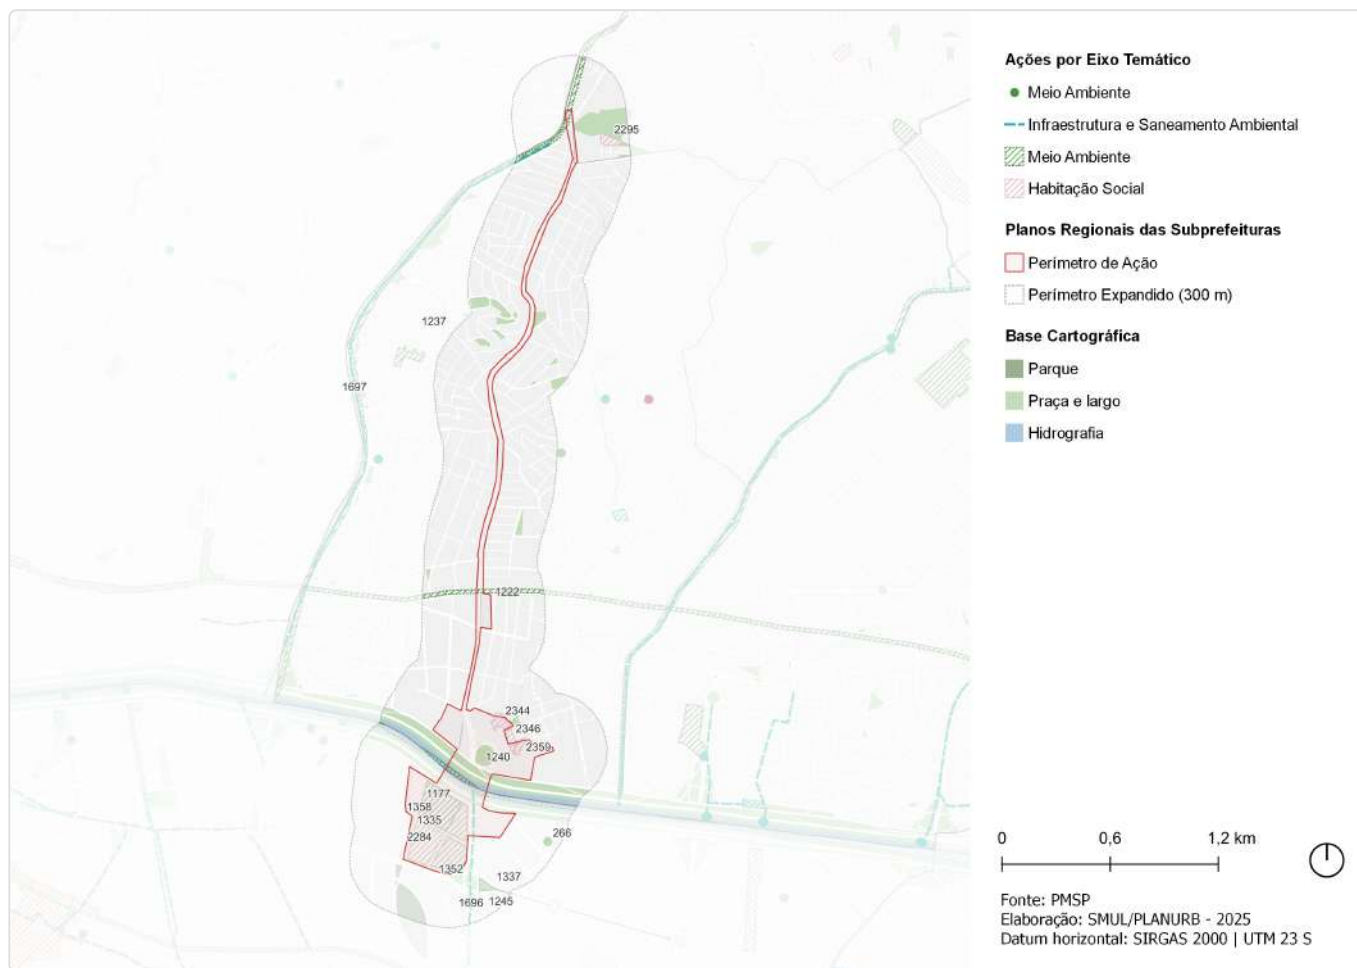 Ações por Eixo Temático
Meio Ambiente
Infraestrutura e Saneamento Ambiental
Meio Ambiente
Habitação Social
Planos Regionais das Subprefeituras
Perímetro de Ação
Perímetro Expandido (300 m)
Base Cartográfica
Parque
Praça e largo
Hidrografia
2295
1237
1697
1222
2344
2346
2359
1240
1177
1358
1335
2284
266
1352
1337
1696 1245
0 0,6 1,2 km
Fonte: PMSP
Elaboração: SMUL/PLANURB - 2025
Datum horizontal: SIRGAS 2000 | UTM 23 S